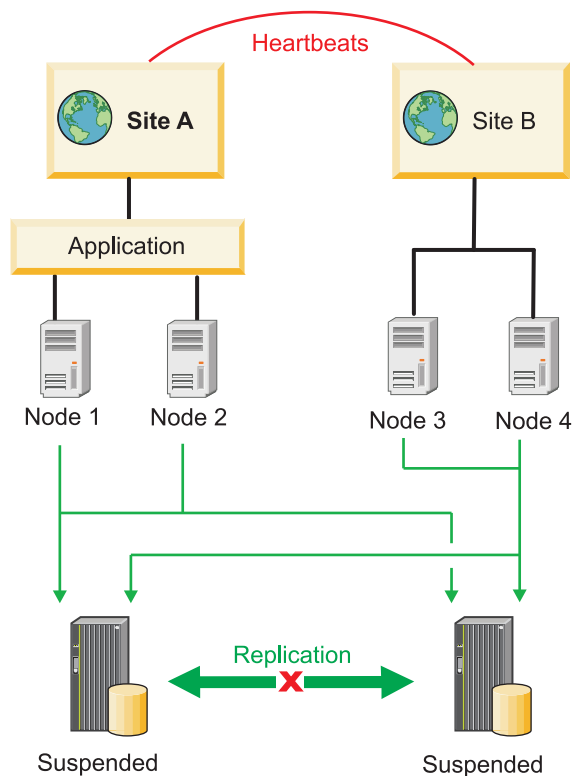 Heartbeats
Site A
Site B
Application
Node 1
Node 2
Node 3
Node 4
Replication
Suspended
Suspended